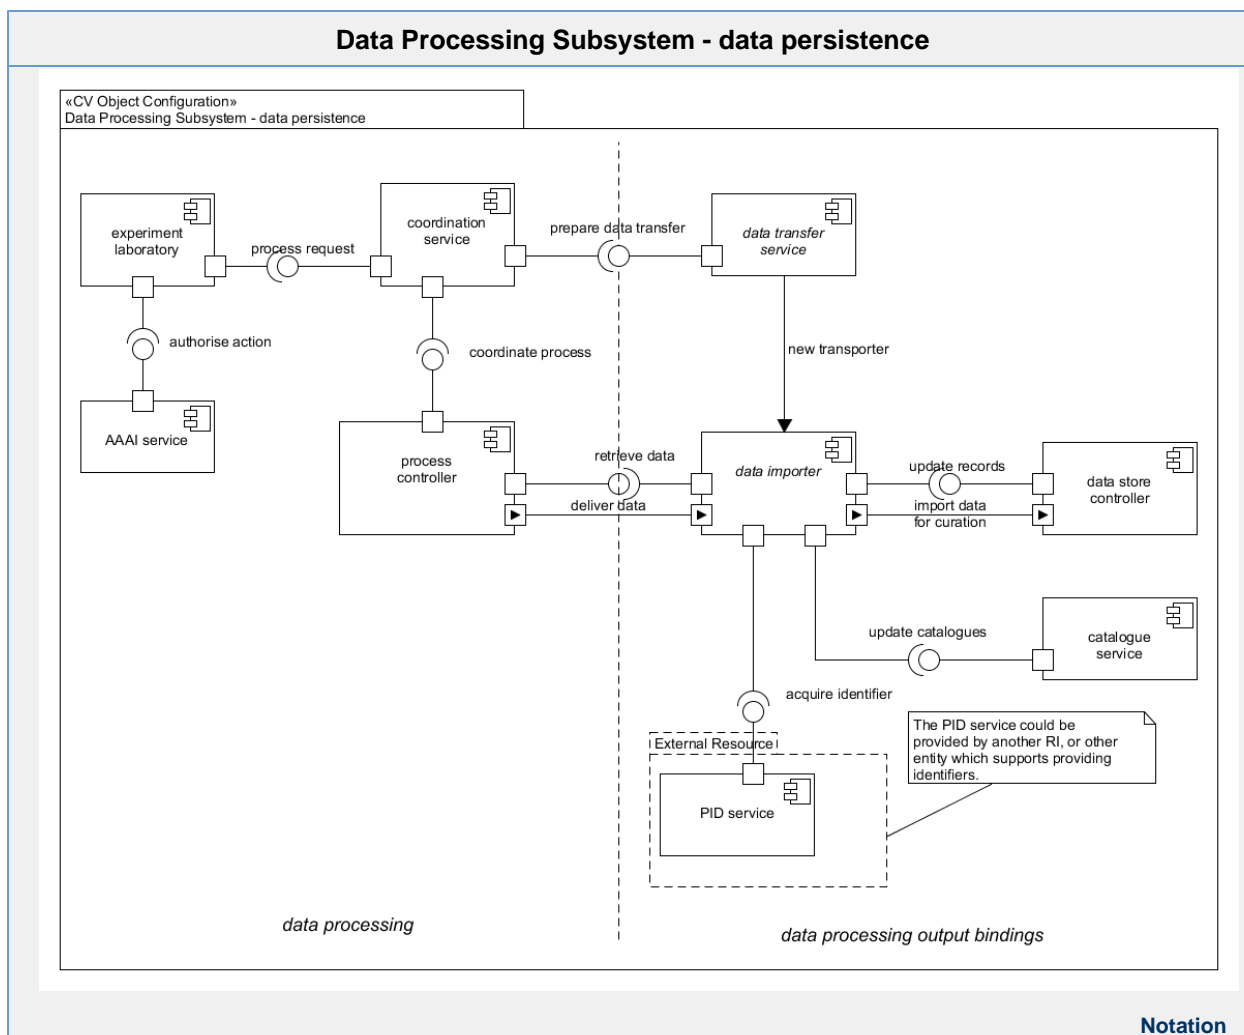 Data Processing Subsystem - data persistence
«CV Object Configuration»
Data Processing Subsystem - data persistence
experiment
laboratory
process request
coordination
service
prepare data transfer
data transfer
service
authorise action
coordinate process
new transporter
AAAI service
process
controller
retrieve data
deliver data
data importer
update records
import data
for curation
data store
controller
update catalogues
catalogue
service
acquire identifier
External Resource
PID service
The PID service could be
provided by another RI, or other
entity which supports providing
identifiers.
data processing
data processing output bindings
Notation